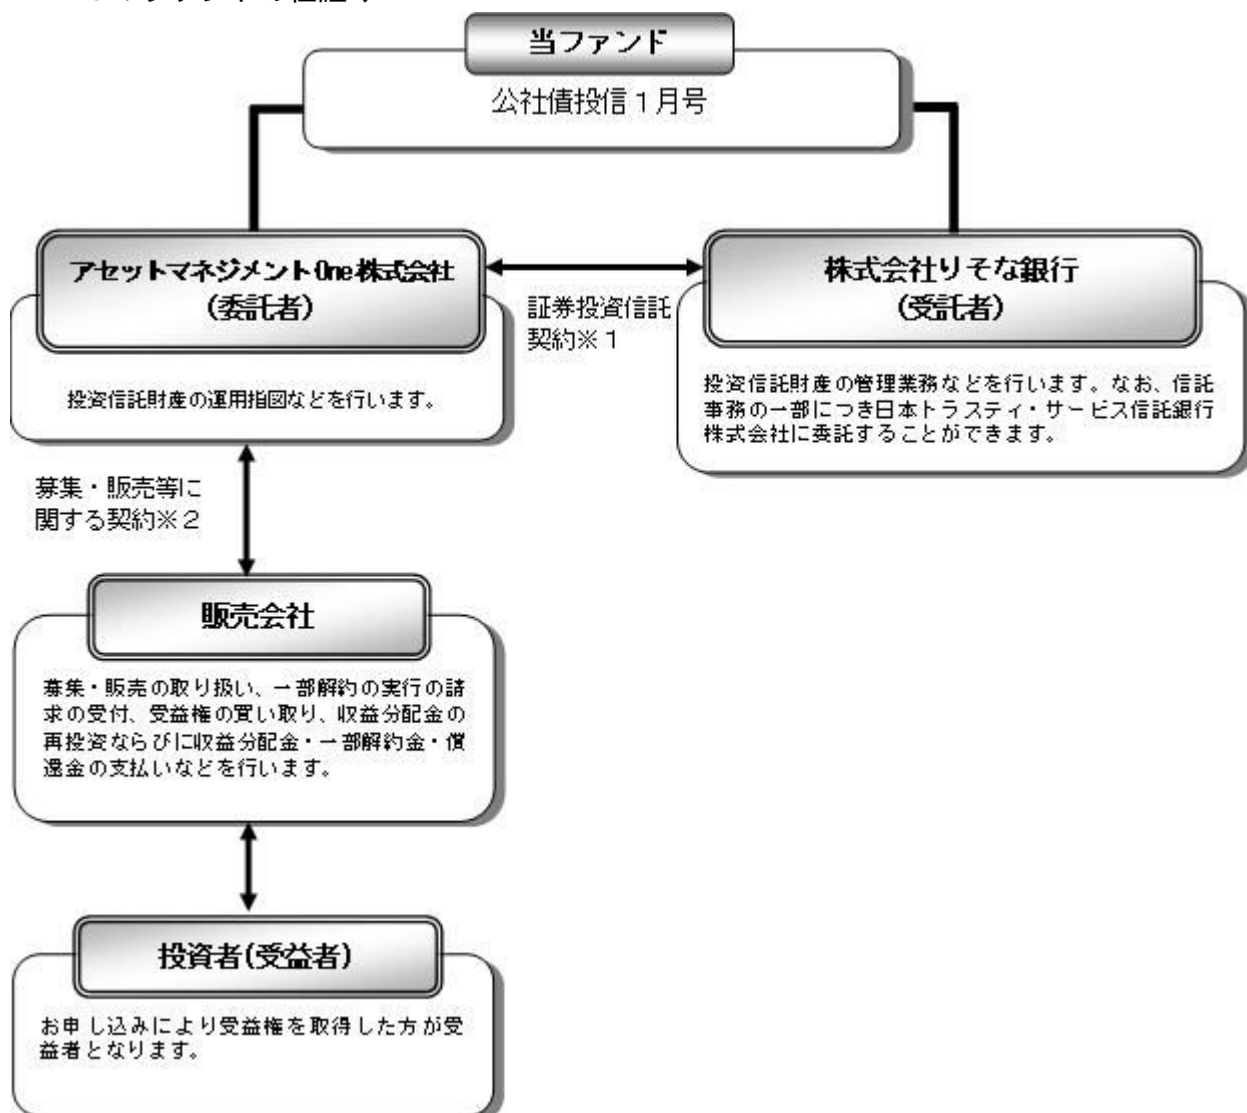 当ファンド
公社債投信１月号
アセットマネジメントOne株式会社
(委託者)
投資信託財産の運用指図などを行います。
証券投資信託
契約※１
株式会社りそな銀行
(受託者)
投資信託財産の管理業務などを行います。なお、信託
事務の一部につき日本トラスティ・サービス信託銀行
株式会社に委託することができます。
募集・販売等に
関する契約※２
販売会社
募集・販売の取り扱い、一部解約の実行の請
求の受付、受益権の買い取り、収益分配金の
再投資ならびに収益分配金・一部解約金・償
還金の支払いなどを行います。
投資者(受益者)
お申し込みにより受益権を取得した方が受
益者となります。